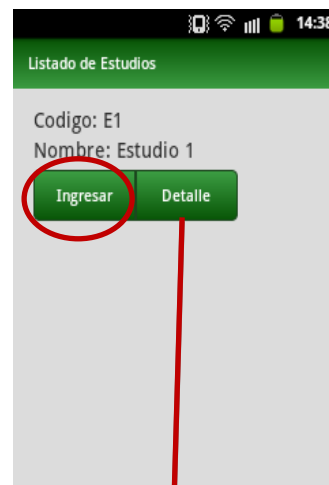 14:38
Listado de Estudios
Codigo: E1
Nombre: Estudio 1
Ingresar Detalle